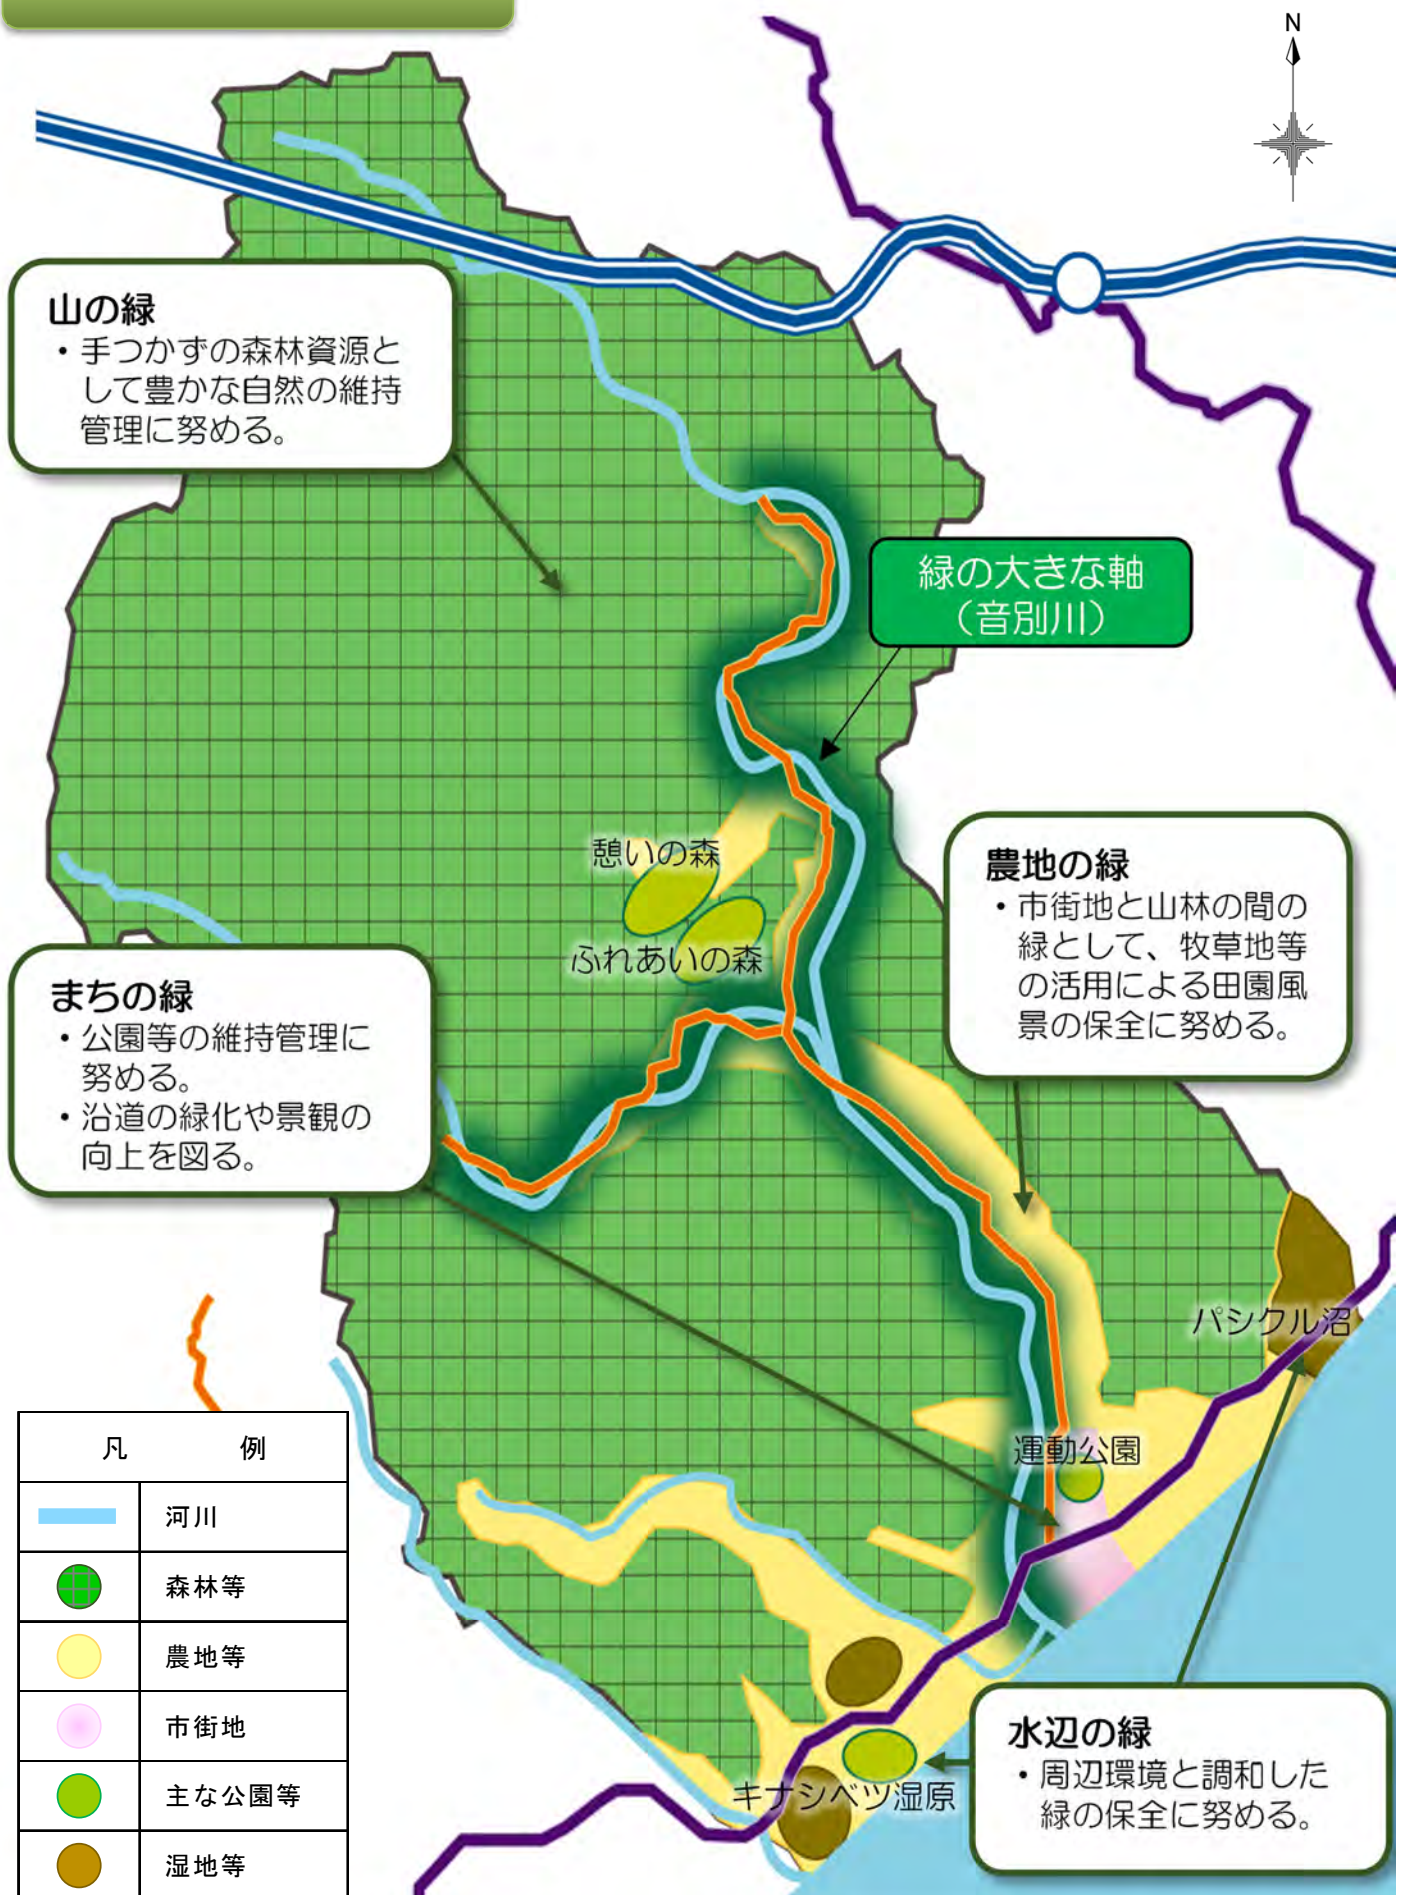 N
山の緑
・手つかずの森林資源と
して豊かな自然の維持
管理に努める。
緑の大きな軸
（音別川）
憩いの森
ふれあいの森
農地の緑
・市街地と山林の間の
緑として、牧草地等
の活用による田園風
景の保全に努める。
まちの緑
・公園等の維持管理に
努める。
・沿道の緑化や景観の
向上を図る。
パシクル沼
運動公園
キナシベツ湿原
水辺の緑
・周辺環境と調和した
緑の保全に努める。
凡 例
河川
森林等
農地等
市街地
主な公園等
湿地等